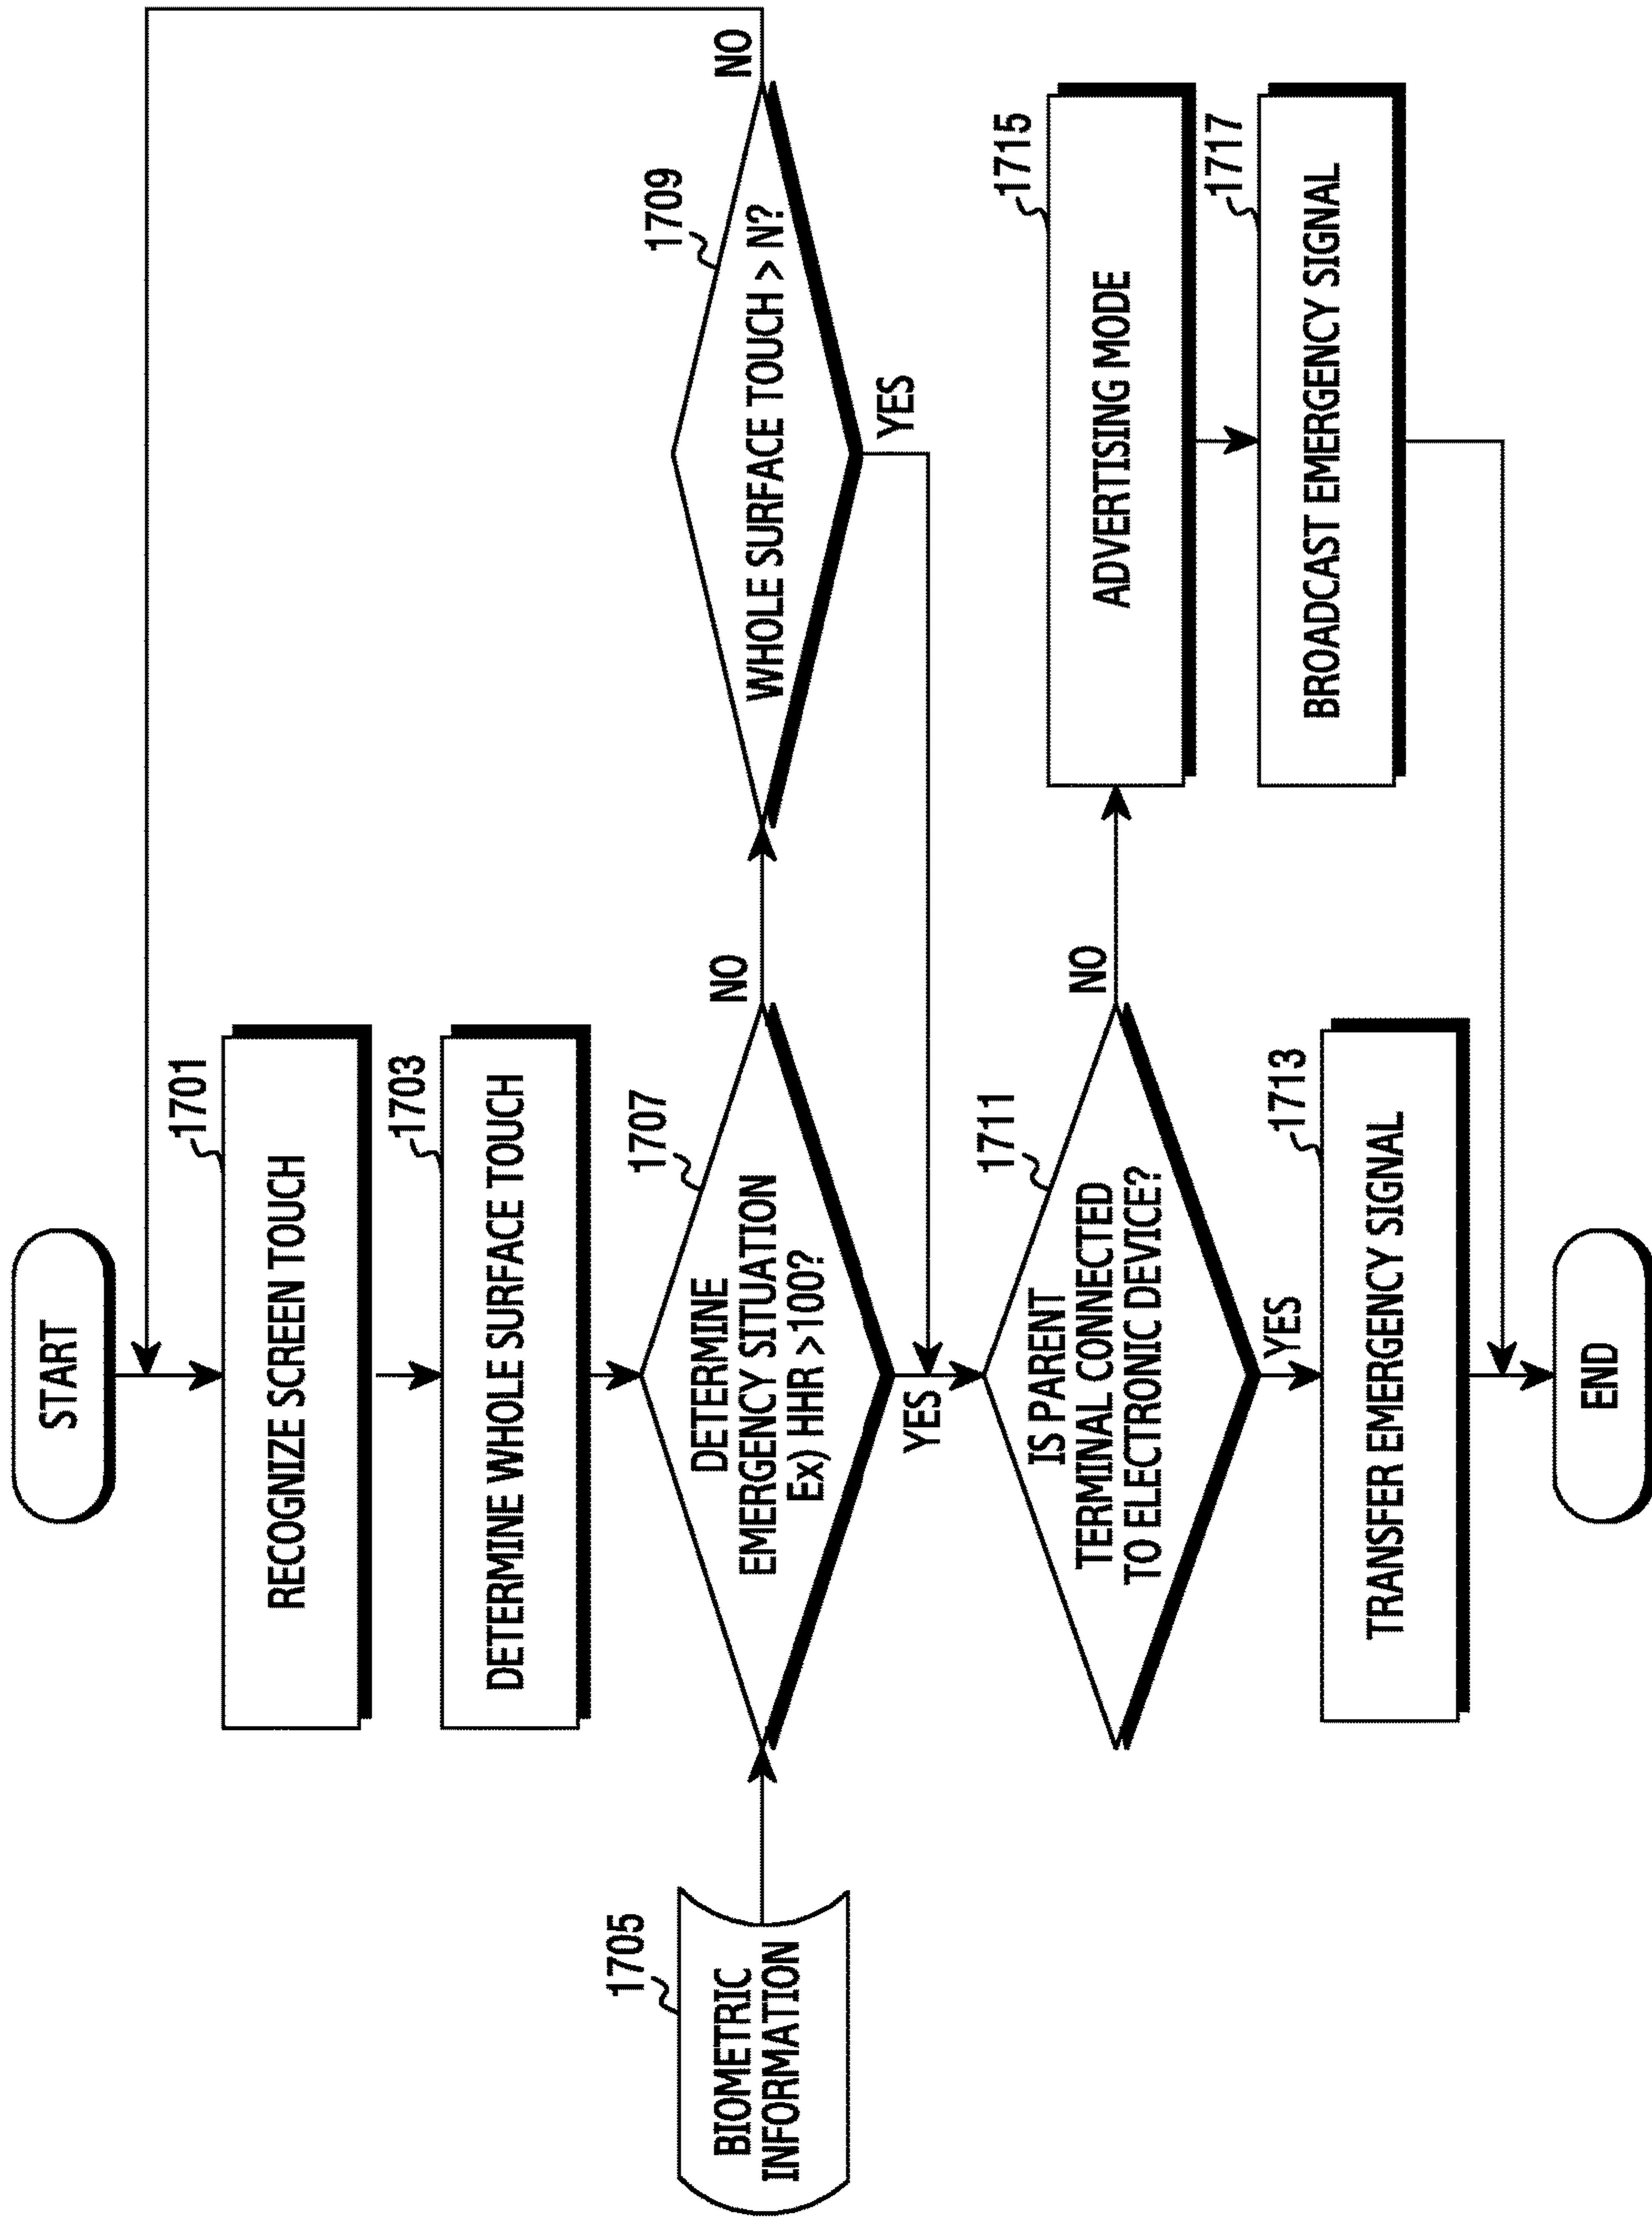 START
1701
RECOGNIZE SCREEN TOUCH
1703
DETERMINE WHOLE SURFACE TOUCH
1705
BIOMETRIC
INFORMATION
1707
DETERMINE
EMERGENCY SITUATION
Ex) HHR >100?
NO
YES
1709
WHOLE SURFACE TOUCH > N?
NO
YES
1711
IS PARENT
TERMINAL CONNECTED
TO ELECTRONIC DEVICE?
NO
YES
1713
TRANSFER EMERGENCY SIGNAL
1715
ADVERTISING MODE
1717
BROADCAST EMERGENCY SIGNAL
END